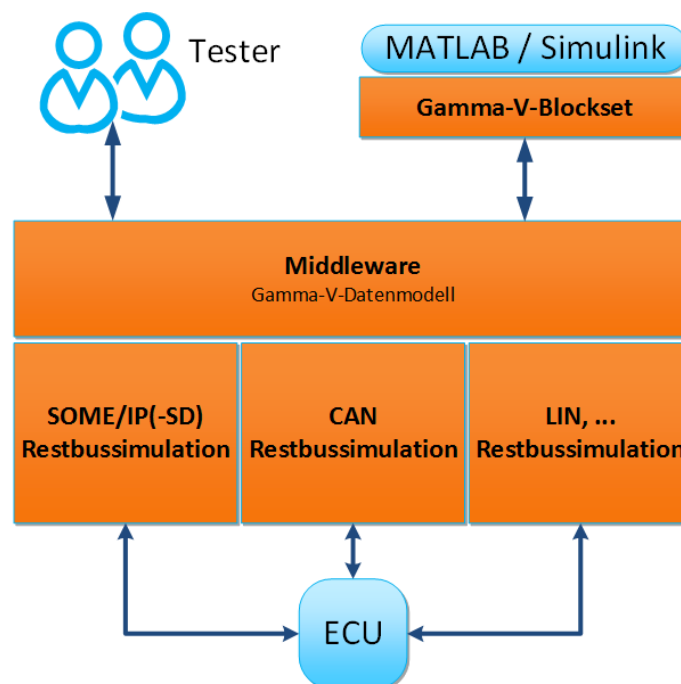 Tester
MATLAB / Simulink
Gamma-V-Blockset
Middleware
Gamma-V-Datenmodell
SOME/IP(-SD)
Restbussimulation
CAN
Restbussimulation
LIN, ...
Restbussimulation
ECU